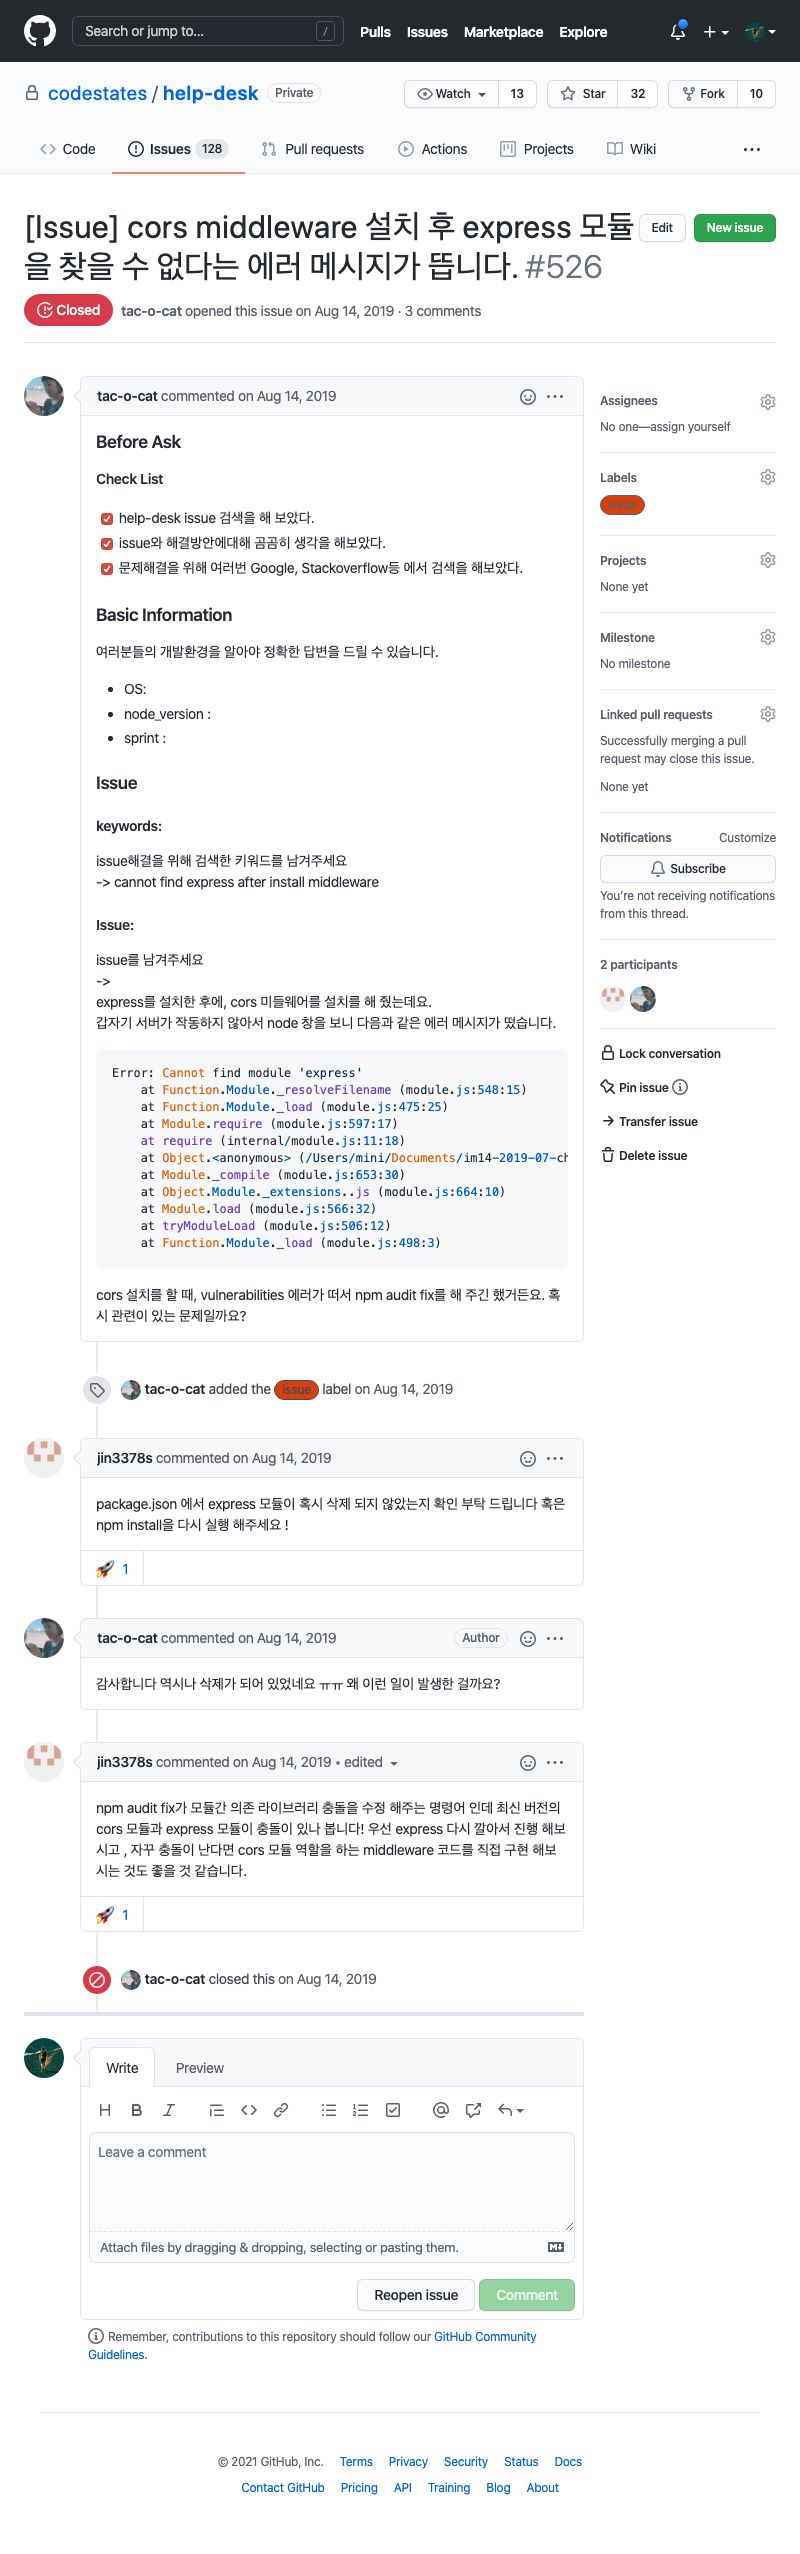 Search or jump to... /
Pulls Issues Marketplace Explore
codestates / help-desk Private
Watch 13 Star 32 Fork 10
Code Issues 128 Pull requests Actions Projects Wiki ...
[Issue] cors middleware 설치 후 express 모듈
을 찾을 수 없다는 에러 메시지가 뜹니다. #526
Edit New issue
Closed tac-o-cat opened this issue on Aug 14, 2019 · 3 comments
tac-o-cat commented on Aug 14, 2019
Before Ask
Check List
help-desk issue 검색을 해 보았다.
issue와 해결방안에대해 곰곰히 생각을 해보았다.
문제해결을 위해 여러번 Google, Stackoverflow등 에서 검색을 해보았다.
Basic Information
여러분들의 개발환경을 알아야 정확한 답변을 드릴 수 있습니다.
• OS:
• node_version :
• sprint :
Issue
keywords:
issue해결을 위해 검색한 키워드를 남겨주세요
-> cannot find express after install middleware
Issue:
issue를 남겨주세요
->
express를 설치한 후에, cors 미들웨어를 설치를 해 줬는데요.
갑자기 서버가 작동하지 않아서 node 창을 보니 다음과 같은 에러 메시지가 떴습니다.
Error: Cannot find module 'express'
at Function.Module._resolveFilename (module.js:548:15)
at Function.Module._load (module.js:475:25)
at Module.require (module.js:597:17)
at require (internal/module.js:11:18)
at Object.<anonymous> (/Users/mini/Documents/im14-2019-07-ch
at Module._compile (module.js:653:30)
at Object.Module._extensions..js (module.js:664:10)
at Module.load (module.js:566:32)
at tryModuleLoad (module.js:506:12)
at Function.Module._load (module.js:498:3)
cors 설치를 할 때, vulnerabilities 에러가 떠서 npm audit fix를 해 주긴 했거든요. 혹
시 관련이 있는 문제일까요?
Assignees
No one—assign yourself
Labels
issue
Projects
None yet
Milestone
No milestone
Linked pull requests
Successfully merging a pull
request may close this issue.
None yet
Notifications Customize
Subscribe
You're not receiving notifications
from this thread.
2 participants
Lock conversation
Pin issue
Transfer issue
Delete issue
tac-o-cat added the issue label on Aug 14, 2019
jin3378s commented on Aug 14, 2019
package.json 에서 express 모듈이 혹시 삭제 되지 않았는지 확인 부탁 드립니다 혹은
npm install을 다시 실행 해주세요 !
🚀 1
tac-o-cat commented on Aug 14, 2019 Author
감사합니다 역시나 삭제가 되어 있었네요 ㅠㅠ 왜 이런 일이 발생한 걸까요?
jin3378s commented on Aug 14, 2019 • edited
npm audit fix가 모듈간 의존 라이브러리 충돌을 수정 해주는 명령어 인데 최신 버전의
cors 모듈과 express 모듈이 충돌이 있나 봅니다! 우선 express 다시 깔아서 진행 해보
시고 , 자꾸 충돌이 난다면 cors 모듈 역할을 하는 middleware 코드를 직접 구현 해보
시는 것도 좋을 것 같습니다.
🚀 1
tac-o-cat closed this on Aug 14, 2019
Write Preview
Leave a comment
Attach files by dragging & dropping, selecting or pasting them.
Reopen issue Comment
Remember, contributions to this repository should follow our GitHub Community
Guidelines.
© 2021 GitHub, Inc. Terms Privacy Security Status Docs
Contact GitHub Pricing API Training Blog About